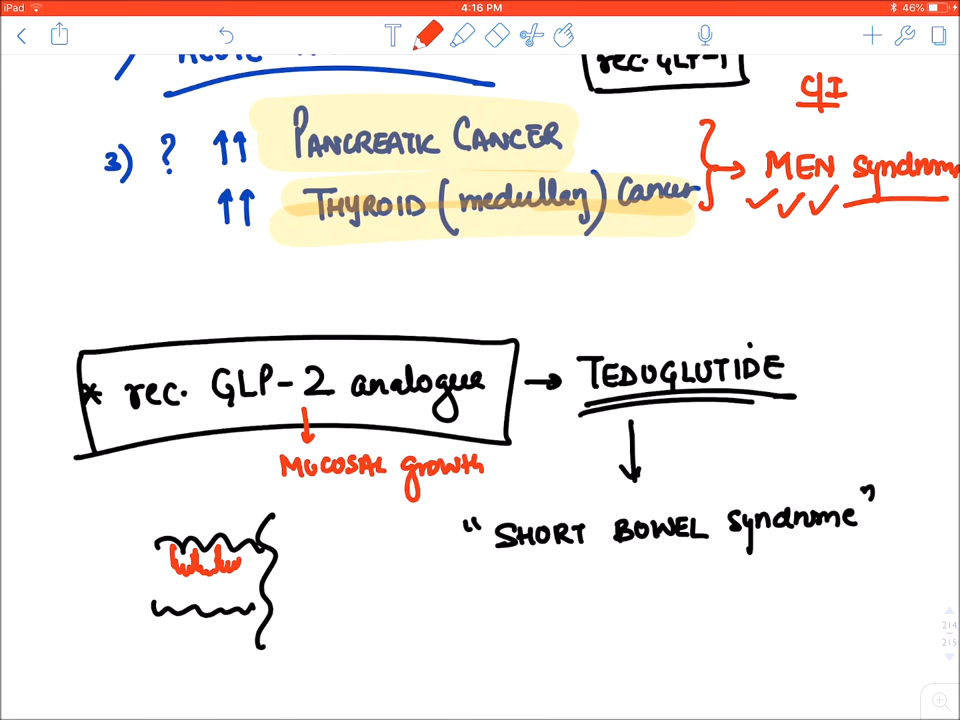 iPad 4:16 PM 46%
T
rec. GLP-1
C/I
3) ? ↑↑ PANCREATIC CANCER
→ MEN syndrome
↑↑ THYROID (medullary) Cancer
* rec. GLP-2 analogue → TEDUGLUTIDE
MUCOSAL growth
"SHORT BOWEL syndrome"
214
215